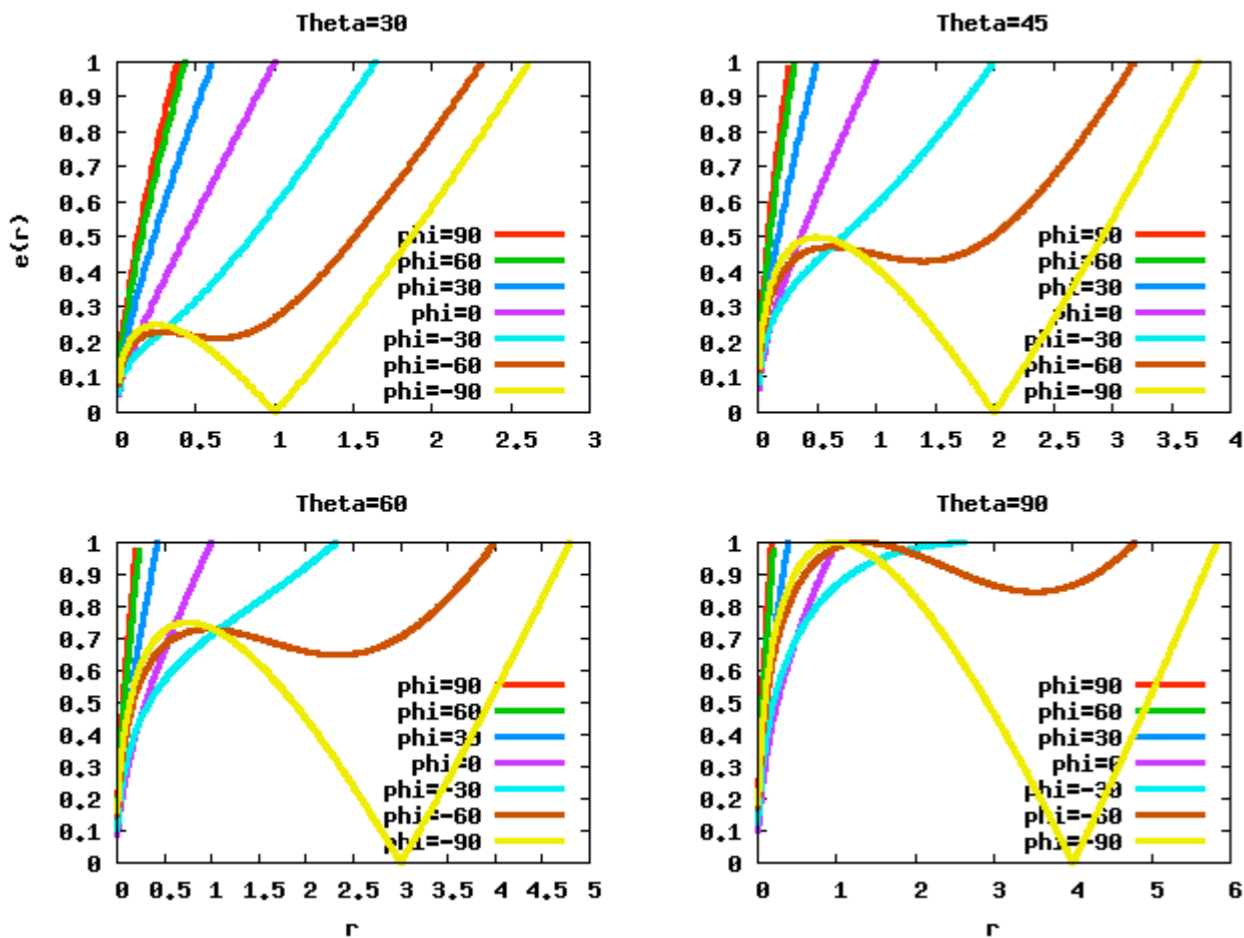 Theta=30
1
0.9
0.8
0.7
0.6
0.5
0.4
0.3
0.2
0.1
0
e(r)
phi=90
phi=60
phi=30
phi=0
phi=-30
phi=-60
phi=-90
0 0.5 1 1.5 2 2.5 3
Theta=45
1
0.9
0.8
0.7
0.6
0.5
0.4
0.3
0.2
0.1
0
phi=90
phi=60
phi=30
phi=0
phi=-30
phi=-60
phi=-90
0 0.5 1 1.5 2 2.5 3 3.5 4
Theta=60
1
0.9
0.8
0.7
0.6
0.5
0.4
0.3
0.2
0.1
0
phi=90
phi=60
phi=30
phi=0
phi=-30
phi=-60
phi=-90
0 0.5 1 1.5 2 2.5 3 3.5 4 4.5 5
r
Theta=90
1
0.9
0.8
0.7
0.6
0.5
0.4
0.3
0.2
0.1
0
phi=90
phi=60
phi=30
phi=0
phi=-30
phi=-60
phi=-90
0 1 2 3 4 5 6
r